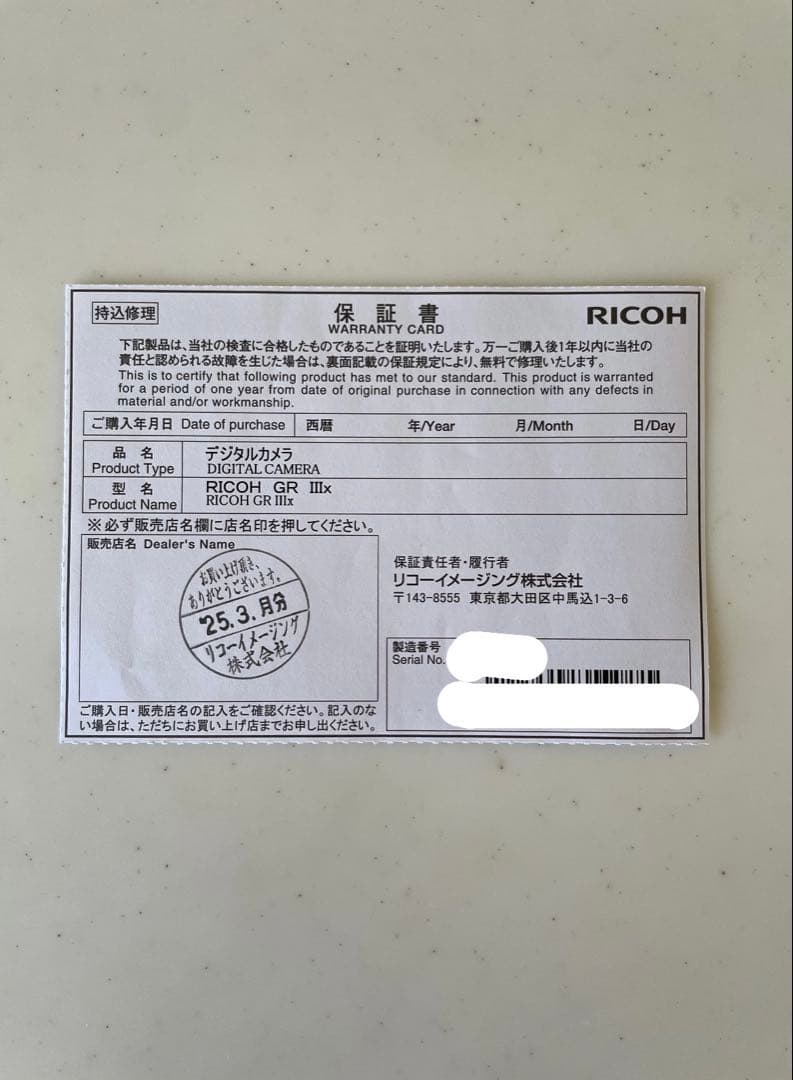 持込修理
保証書
WARRANTY CARD
RICOH
下記製品は、当社の検査に合格したものであることを証明いたします。万一ご購入後1年以内に当社の
責任と認められる故障を生じた場合は、裏面記載の保証規定により、無料で修理いたします。
This is to certify that following product has met to our standard. This product is warranted
for a period of one year from date of original purchase in connection with any defects in
material and/or workmanship.
ご購入年月日 Date of purchase 西暦 年/Year 月/Month 日/Day
品名 デジタルカメラ
Product Type DIGITAL CAMERA
型名 RICOH GR IIIx
Product Name RICOH GR IIIx
※必ず販売店名欄に店名印を押してください。
販売店名 Dealer's Name
お買い上げ頂き、
ありがとうございます。
'25.3.月分
リコーイメージング
株式会社
保証責任者・履行者
リコーイメージング株式会社
〒143-8555 東京都大田区中馬込1-3-6
製造番号
Serial No.
ご購入日・販売店名の記入をご確認ください。記入のな
い場合は、ただちにお買い上げ店までお申し出ください。